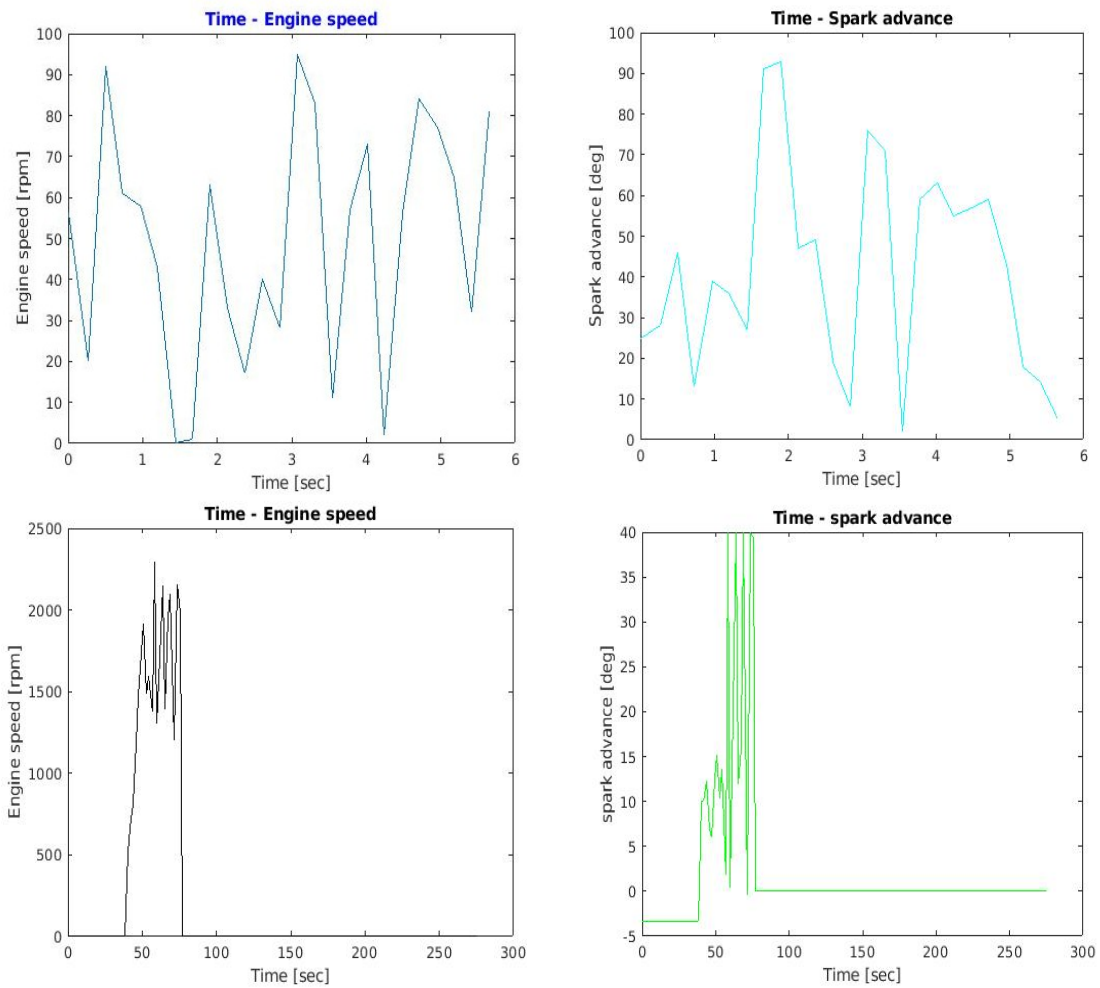 Time - Engine speed
100
90
80
70
60
50
40
30
20
10
0
Engine speed [rpm]
0 1 2 3 4 5 6
Time [sec]
Time - Spark advance
100
90
80
70
60
50
40
30
20
10
0
Spark advance [deg]
0 1 2 3 4 5 6
Time [sec]
Time - Engine speed
2500
2000
1500
1000
500
0
Engine speed [rpm]
0 50 100 150 200 250 300
Time [sec]
Time - spark advance
40
35
30
25
20
15
10
5
0
-5
spark advance [deg]
0 50 100 150 200 250 300
Time [sec]